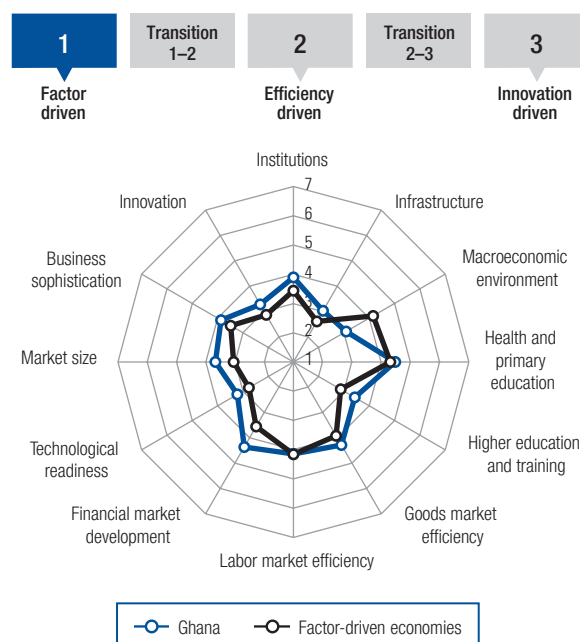 1
Transition
1–2
2
Transition
2–3
3
Factor
driven
Efficiency
driven
Innovation
driven
Institutions
Infrastructure
Macroeconomic
environment
Health and
primary
education
Higher education
and training
Goods market
efficiency
Labor market efficiency
Financial market
development
Technological
readiness
Market size
Business
sophistication
Innovation
7
6
5
4
3
2
1
Ghana
Factor-driven economies